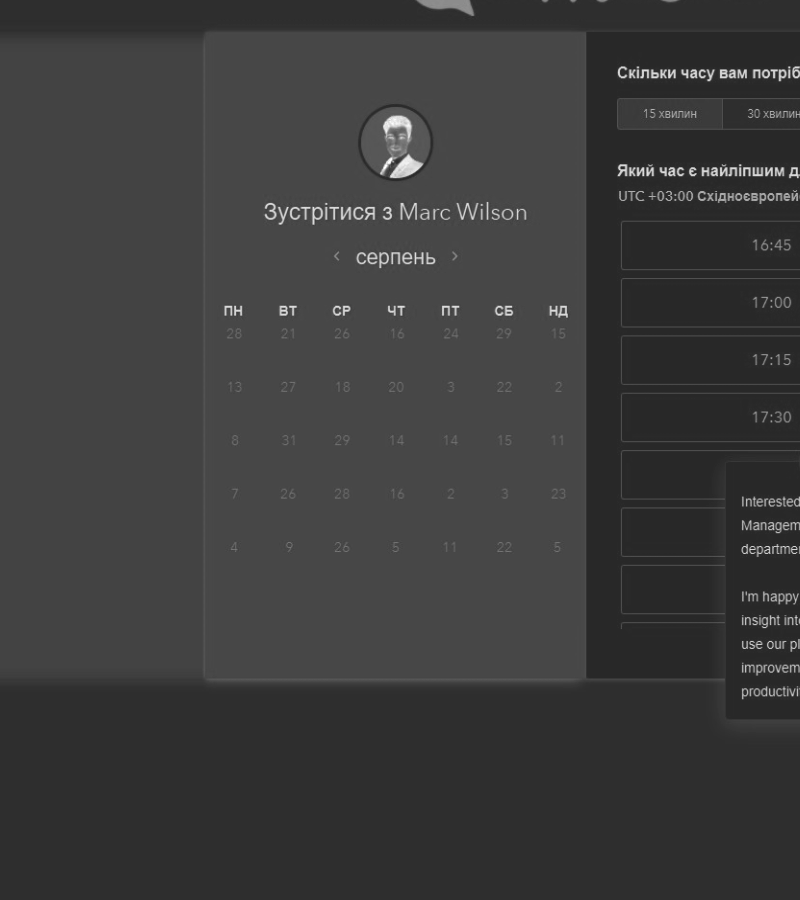 Зустрітися з Marc Wilson
серпень
ПН ВТ СР ЧТ ПТ СБ НД
28 21 26 16 24 29 15
13 27 18 20 3 22 2
8 31 29 14 14 15 11
7 26 28 16 2 3 23
4 9 26 5 11 22 5
Скільки часу вам потріб
15 хвилин 30 хвилин
Який час є найліпшим д
UTC +03:00 Східноєвропей
16:45
17:00
17:15
17:30
Interested
Managem
departme
I'm happy
insight int
use our pl
improvem
productivi